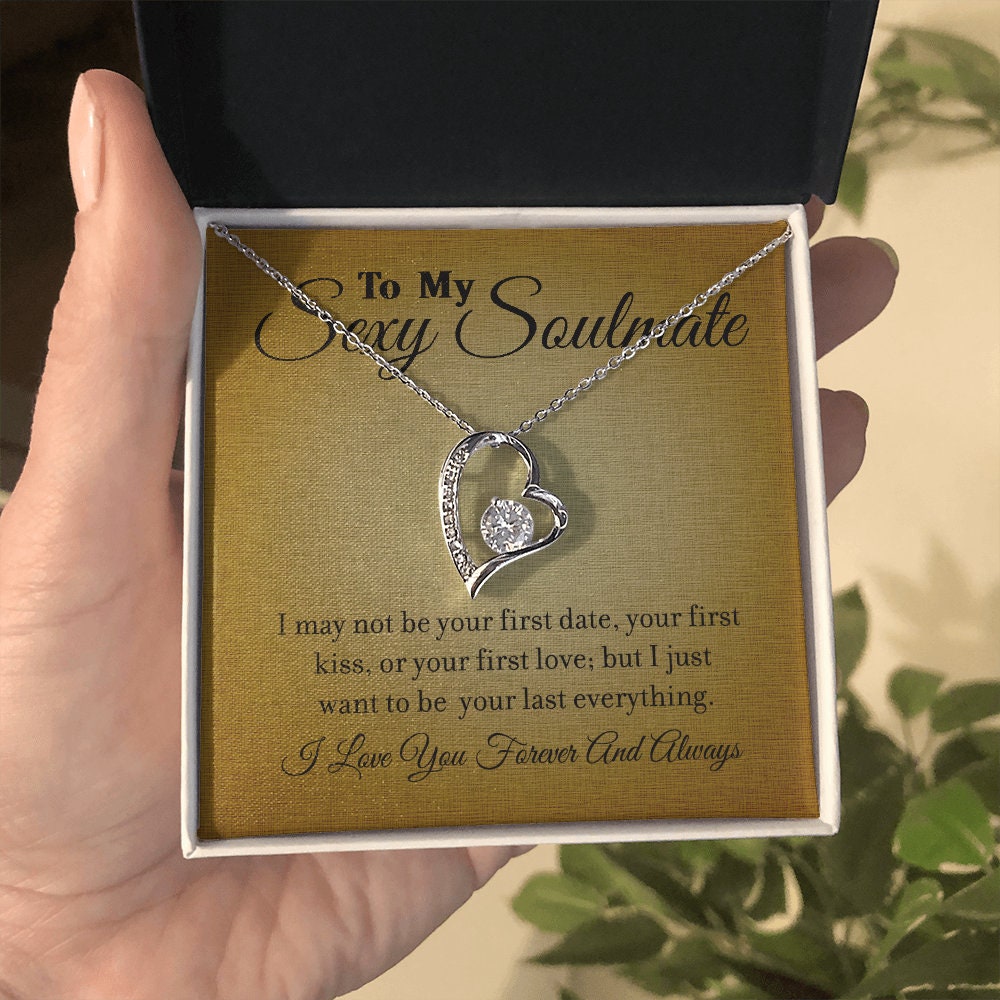 To My
Sexy Soulmate
I may not be your first date, your first
kiss, or your first love; but I just
want to be your last everything.
I Love You Forever And Always